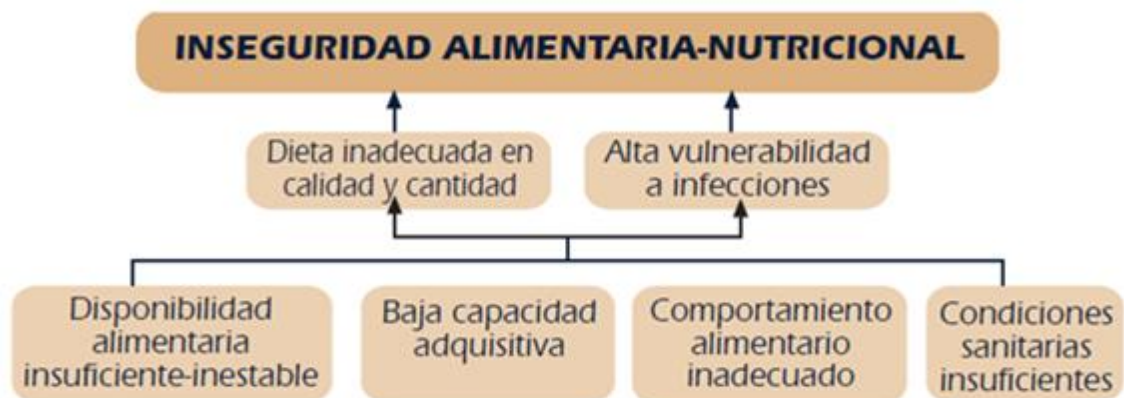 INSEGURIDAD ALIMENTARIA-NUTRICIONAL
Dieta inadecuada en
calidad y cantidad
Alta vulnerabilidad
a infecciones
Disponibilidad
alimentaria
insuficiente-inestable
Baja capacidad
adquisitiva
Comportamiento
alimentario
inadecuado
Condiciones
sanitarias
insuficientes